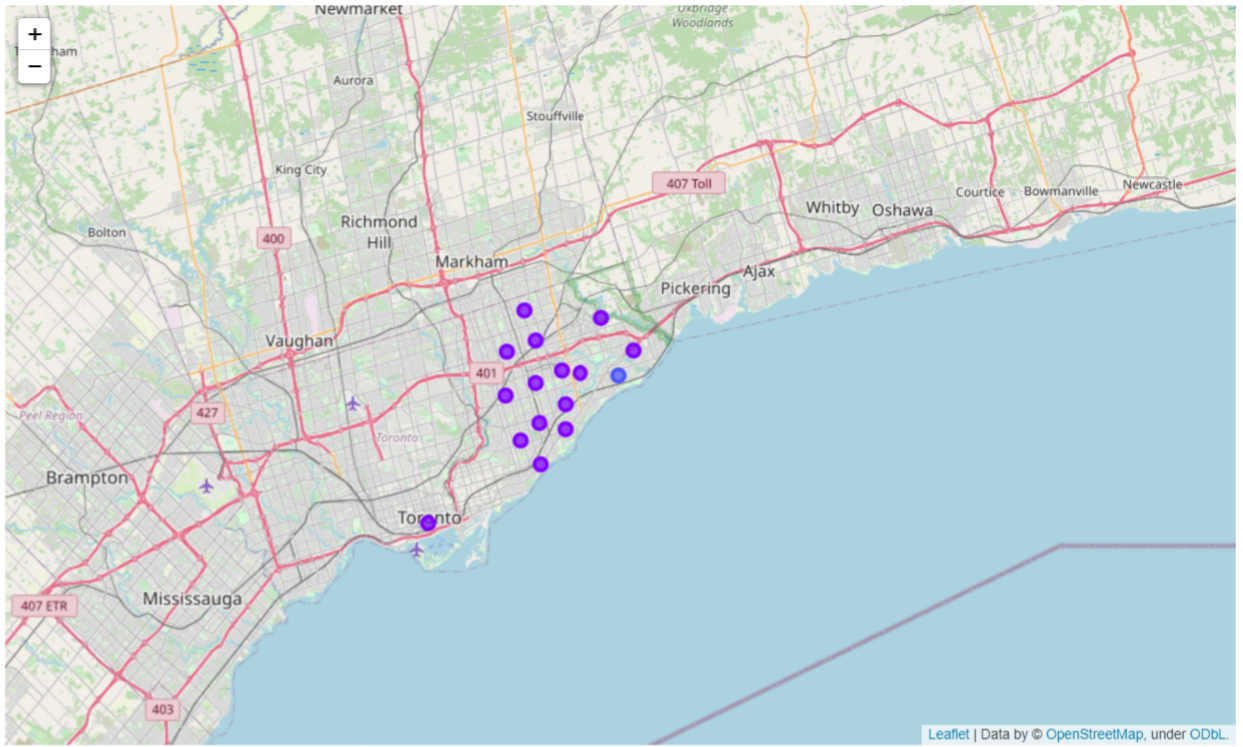 Newmarket
Uxbridge
Woodlands
+
−
Aurora
Stouffville
King City
407 Toll
Courtice
Bowmanville
Newcastle
Whitby
Oshawa
Richmond
Hill
Bolton
400
Markham
Ajax
Pickering
Vaughan
401
427
Peel Region
Toronto
Brampton
Toronto
Mississauga
407 ETR
403
Leaflet | Data by © OpenStreetMap, under ODbL.